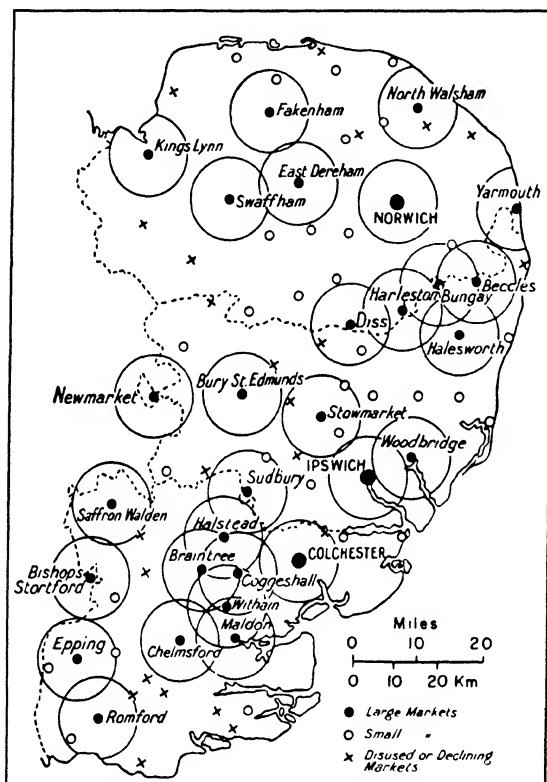 North Walsham
Fakenham
Kings Lynn
East Dereham
Swaffham
NORWICH
Yarmouth
Harleston
Bungay
Beccles
Diss
Halesworth
Newmarket
Bury St. Edmunds
Stowmarket
Woodbridge
IPSWICH
Sudbury
Saffron Walden
Halstead
Braintree
COLCHESTER
Coggeshall
Bishops
Stortford
Witham
Maldon
Chelmsford
Epping
Romford
Miles
0 10 20
0 10 20 Km
Large Markets
Small "
Disused or Declining
Markets